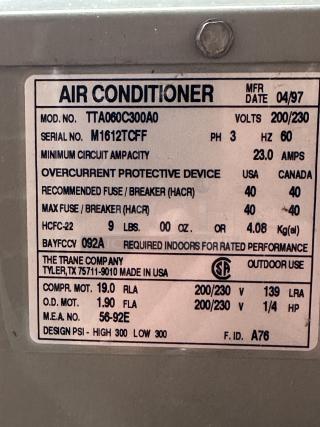 AIR CONDITIONER MFR DATE 04/97
MOD. NO. TTA060C300A0 VOLTS 200/230
SERIAL NO. M1612TCFF PH 3 HZ 60
MINIMUM CIRCUIT AMPACITY 23.0 AMPS
OVERCURRENT PROTECTIVE DEVICE USA CANADA
RECOMMENDED FUSE / BREAKER (HACR) 40 40
MAX FUSE / BREAKER (HACR) 40 40
HCFC-22 9 LBS. 00 OZ. / OR 4.08 Kg(sl)
BAYFCCV 092A REQUIRED INDOORS FOR RATED PERFORMANCE
THE TRANE COMPANY
TYLER, TX 75711-9010 MADE IN USA SA OUTDOOR USE
COMPR. MOT. 19.0 RLA 200/230 V 139 LRA
O.D. MOT. 1.90 FLA 200/230 V 1/4 HP
M.E.A. NO. 56-92E
DESIGN PSI - HIGH 300 LOW 300 F. ID. A76